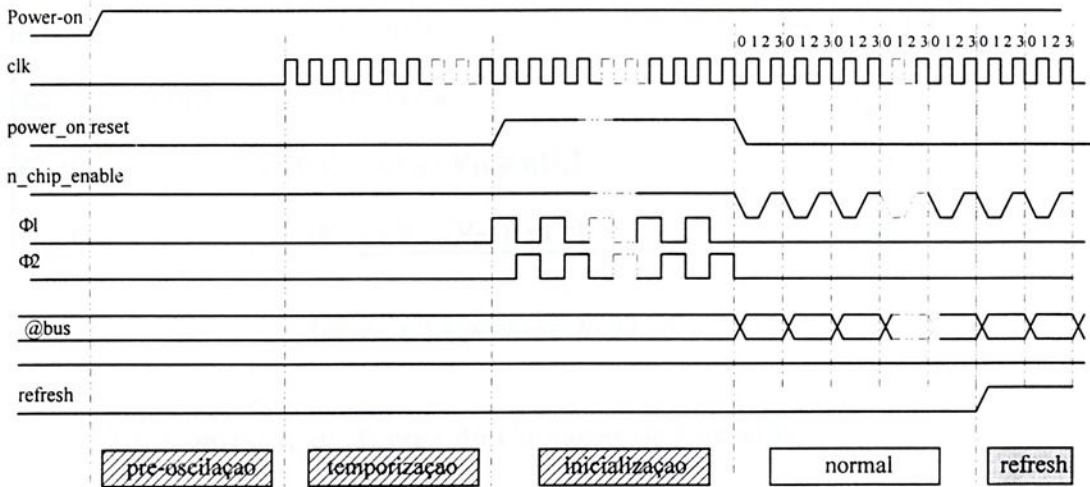 Power-on
0 1 2 3 0 1 2 3 0 1 2 3 0 1 2 3 0 1 2 3 0 1 2 3 0 1 2 3
clk
power_on reset
n_chip_enable
Φ1
Φ2
@bus
refresh
pre-oscilaçao temporizaçao inicializaçao normal refresh